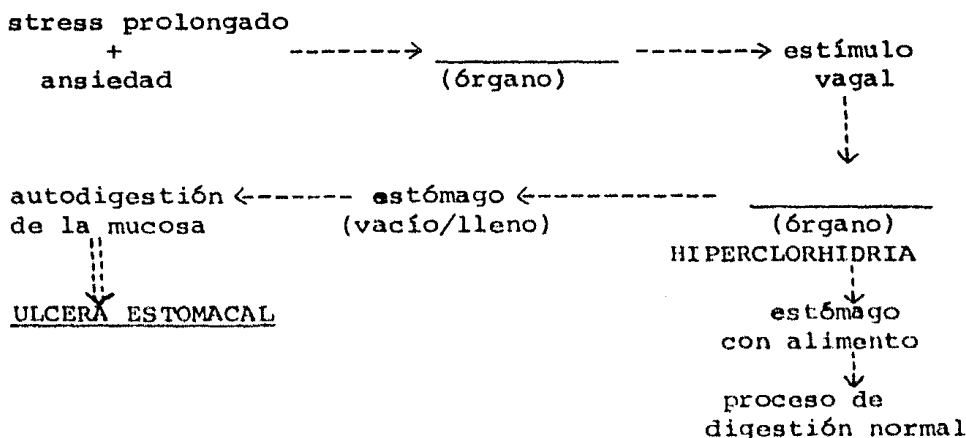 stress prolongado
+
ansiedad
(órgano)
estímulo
vagal
autodigestión
de la mucosa
estómago
(vacío/lleno)
(órgano)
HIPERCLORHIDRIA
ULCERA ESTOMACAL
estómago
con alimento
proceso de
digestión normal